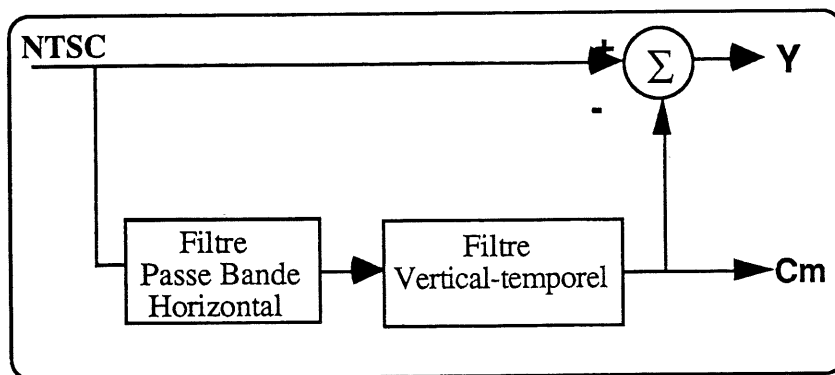 NTSC
+
Σ
Y
-
Filtre
Passe Bande
Horizontal
Filtre
Vertical-temporel
Cm